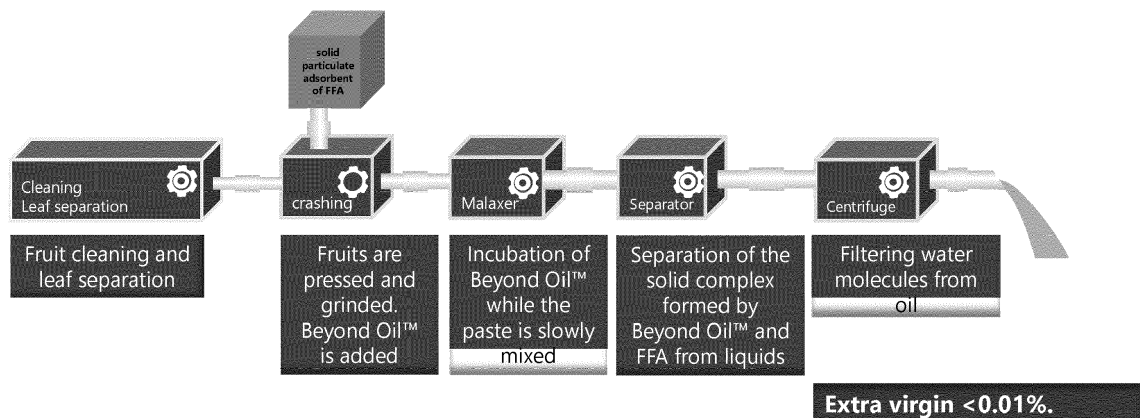 solid
particulate
adsorbent
of FFA
Cleaning
Leaf separation
crashing
Malaxer
Separator
Centrifuge
Fruit cleaning and
leaf separation
Fruits are
pressed and
grinded.
Beyond Oil™
is added
Incubation of
Beyond Oil™
while the
paste is slowly
mixed
Separation of the
solid complex
formed by
Beyond Oil™ and
FFA from liquids
Filtering water
molecules from
oil
Extra virgin <0.01%.